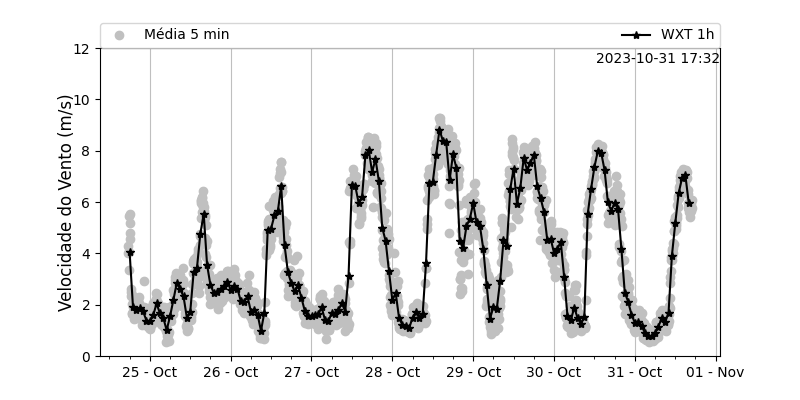 Média 5 min
WXT 1h
2023-10-31 17:32
Velocidade do Vento (m/s)
12
10
8
6
4
2
0
25 - Oct 26 - Oct 27 - Oct 28 - Oct 29 - Oct 30 - Oct 31 - Oct 01 - Nov